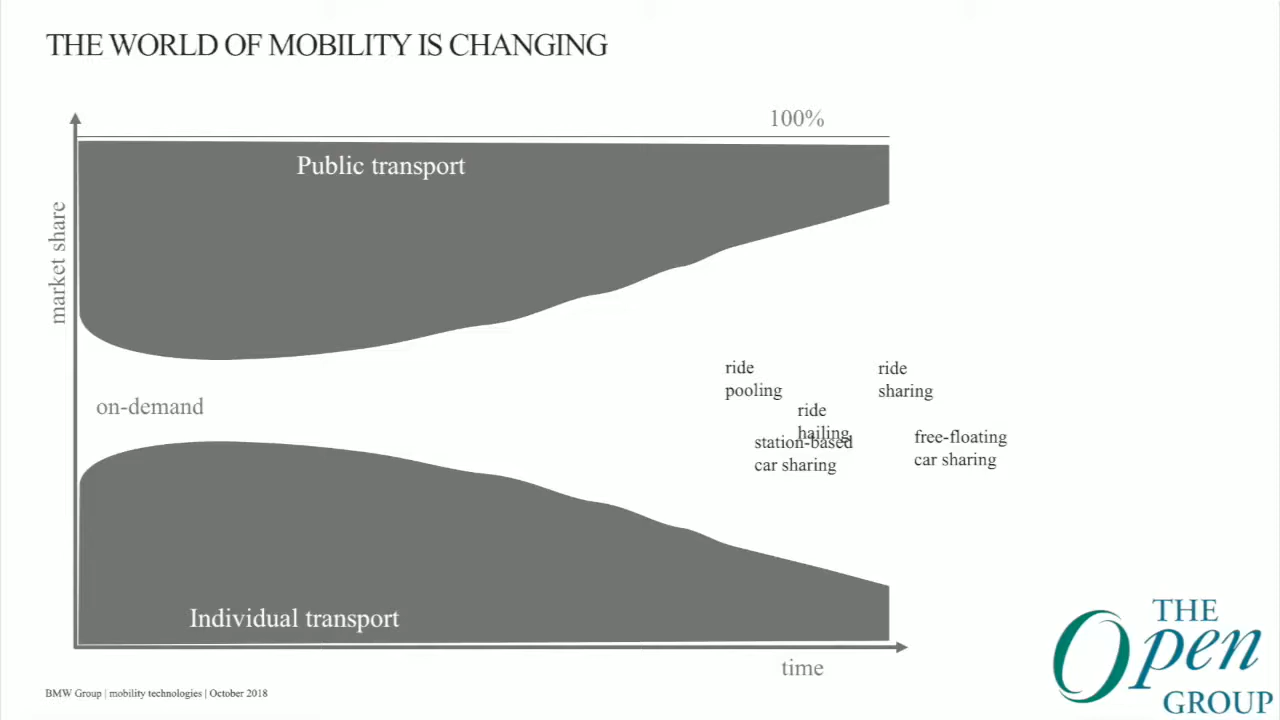 THE WORLD OF MOBILITY IS CHANGING
100%
Public transport
market share
ride
pooling
ride
sharing
on-demand
ride
hailing
station-based
car sharing
free-floating
car sharing
Individual transport
time
BMW Group | mobility technologies | October 2018
THE
Open
GROUP